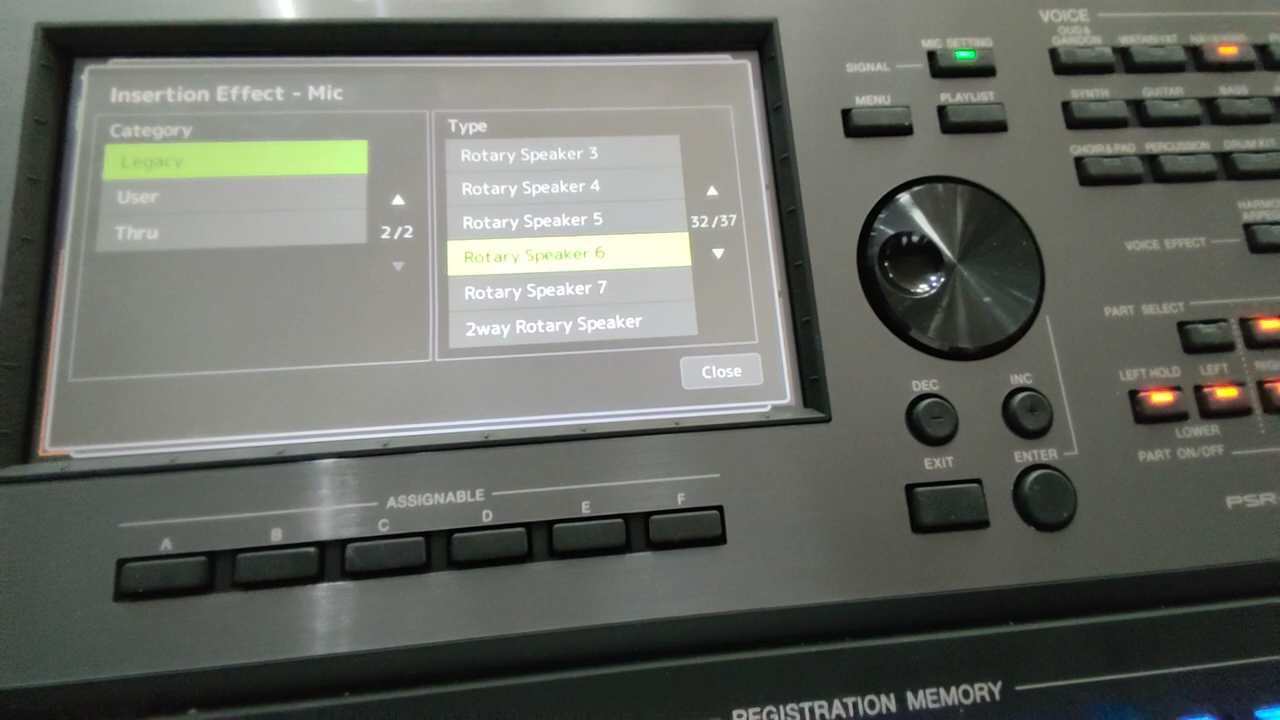 Insertion Effect - Mic
Category
Legacy
User
Thru
2/2
Type
Rotary Speaker 3
Rotary Speaker 4
Rotary Speaker 5
Rotary Speaker 6
Rotary Speaker 7
2way Rotary Speaker
32/37
Close
ASSIGNABLE
A
B
C
D
E
F
SIGNAL
MIC SETTING
MENU
PLAYLIST
DEC
INC
EXIT
ENTER
VOICE
OUD &
SYNTH
GUITAR
BASS
CHOIR & PAD
PERCUSSION
DRUM KIT
VOICE EFFECT
PART SELECT
LEFT HOLD
LEFT
LOWER
PART ON/OFF
PSR
REGISTRATION MEMORY